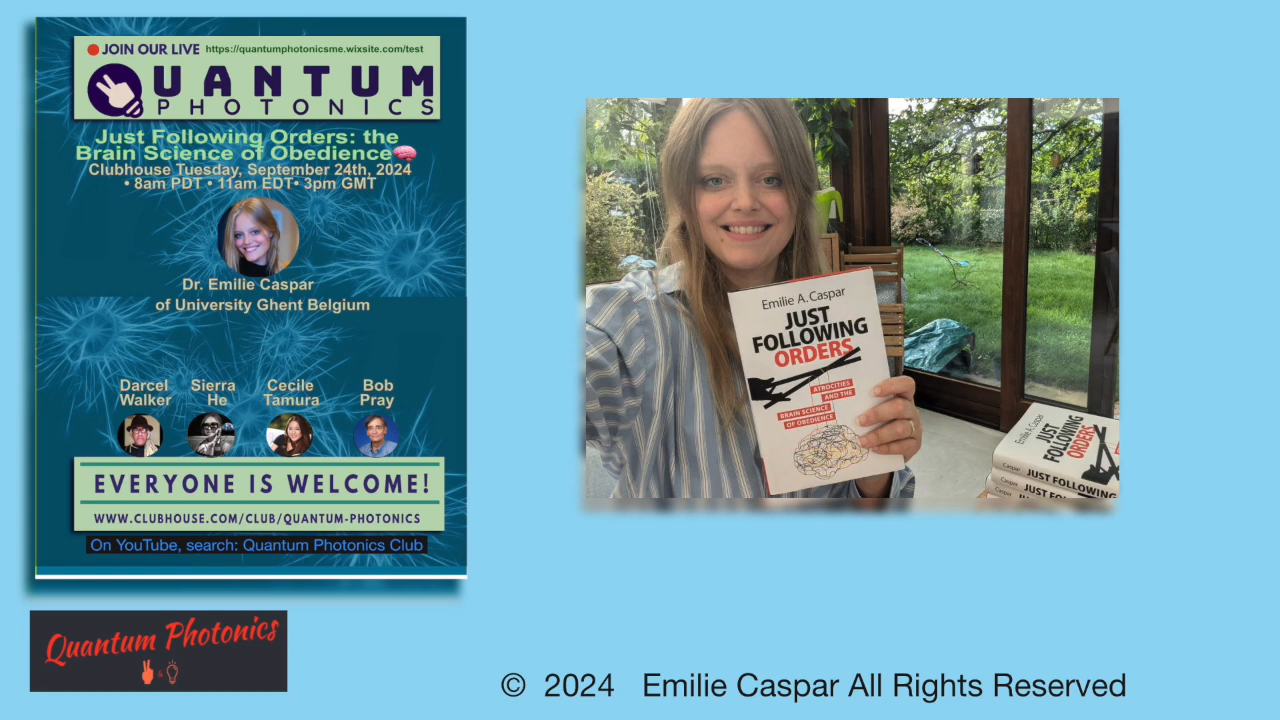 JOIN OUR LIVE https://quantumphotonicsme.wixsite.com/test
QUANTUM
PHOTONICS
Just Following Orders: the
Brain Science of Obedience
Clubhouse Tuesday, September 24th, 2024
• 8am PDT • 11am EDT• 3pm GMT
Dr. Emilie Caspar
of University Ghent Belgium
Darcel Sierra Cecile Bob
Walker He Tamura Pray
EVERYONE IS WELCOME!
WWW.CLUBHOUSE.COM/CLUB/QUANTUM-PHOTONICS
On YouTube, search: Quantum Photonics Club
Quantum Photonics
&
Emilie A. Caspar
JUST
FOLLOWING
ORDERS
ATROCITIES
AND THE
BRAIN SCIENCE
OF OBEDIENCE
Emilie A. Caspar
JUST
FOLLOWING
ORDERS
Caspar JUST FOLLOWING
Caspar JUST FOLLOWING
© 2024 Emilie Caspar All Rights Reserved